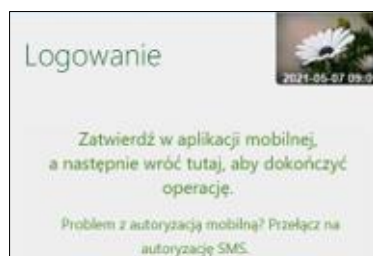 Logowanie
2021-05-07 09:0
Zatwierdź w aplikacji mobilnej,
a następnie wróć tutaj, aby dokończyć
operację.
Problem z autoryzacją mobilną? Przełącz na
autoryzację SMS.